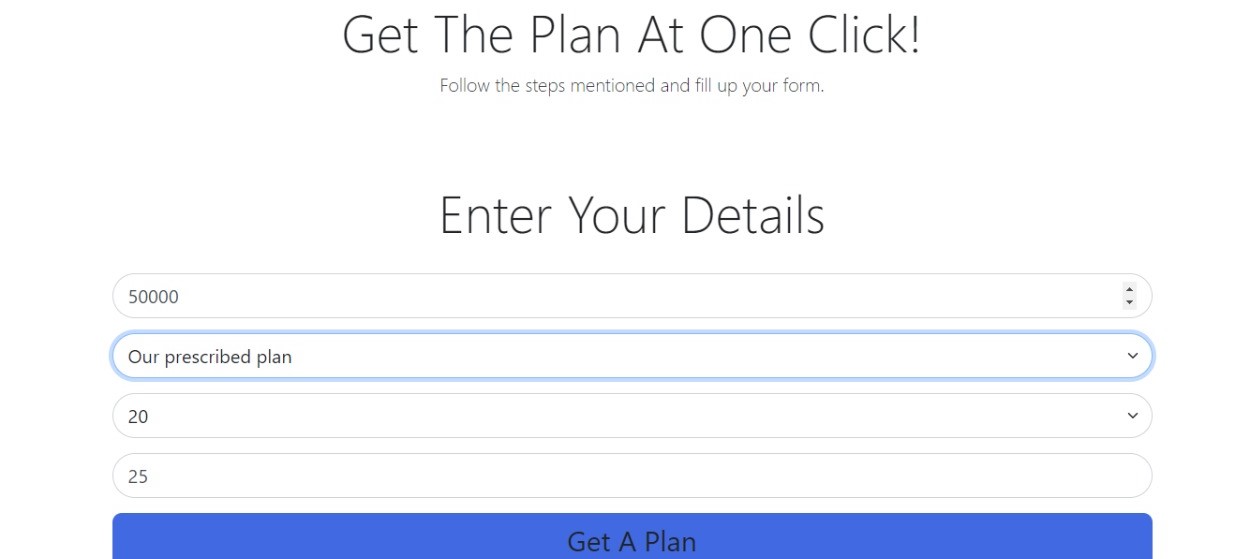 Get The Plan At One Click!
Follow the steps mentioned and fill up your form.
Enter Your Details
50000
Our prescribed plan
20
25
Get A Plan